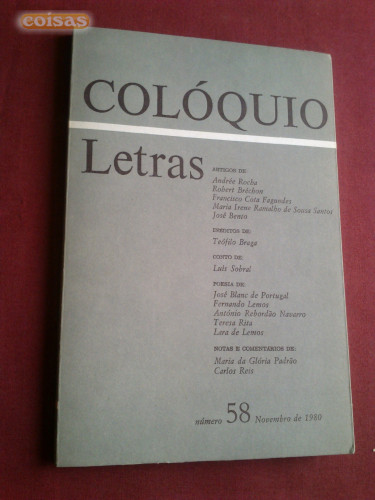 coisas
COLÓQUIO
Letras
ARTIGOS DE:
Andrée Rocha
Robert Bréchon
Francisco Cota Fagundes
Maria Irene Ramalho de Sousa Santos
José Bento
INÉDITOS DE:
Teófilo Braga
CONTO DE:
Luís Sobral
POESIA DE:
José Blanc de Portugal
Fernando Lemos
António Rebordão Navarro
Teresa Rita
Lara de Lemos
NOTAS E COMENTÁRIOS DE:
Maria da Glória Padrão
Carlos Reis
número 58 Novembro de 1980